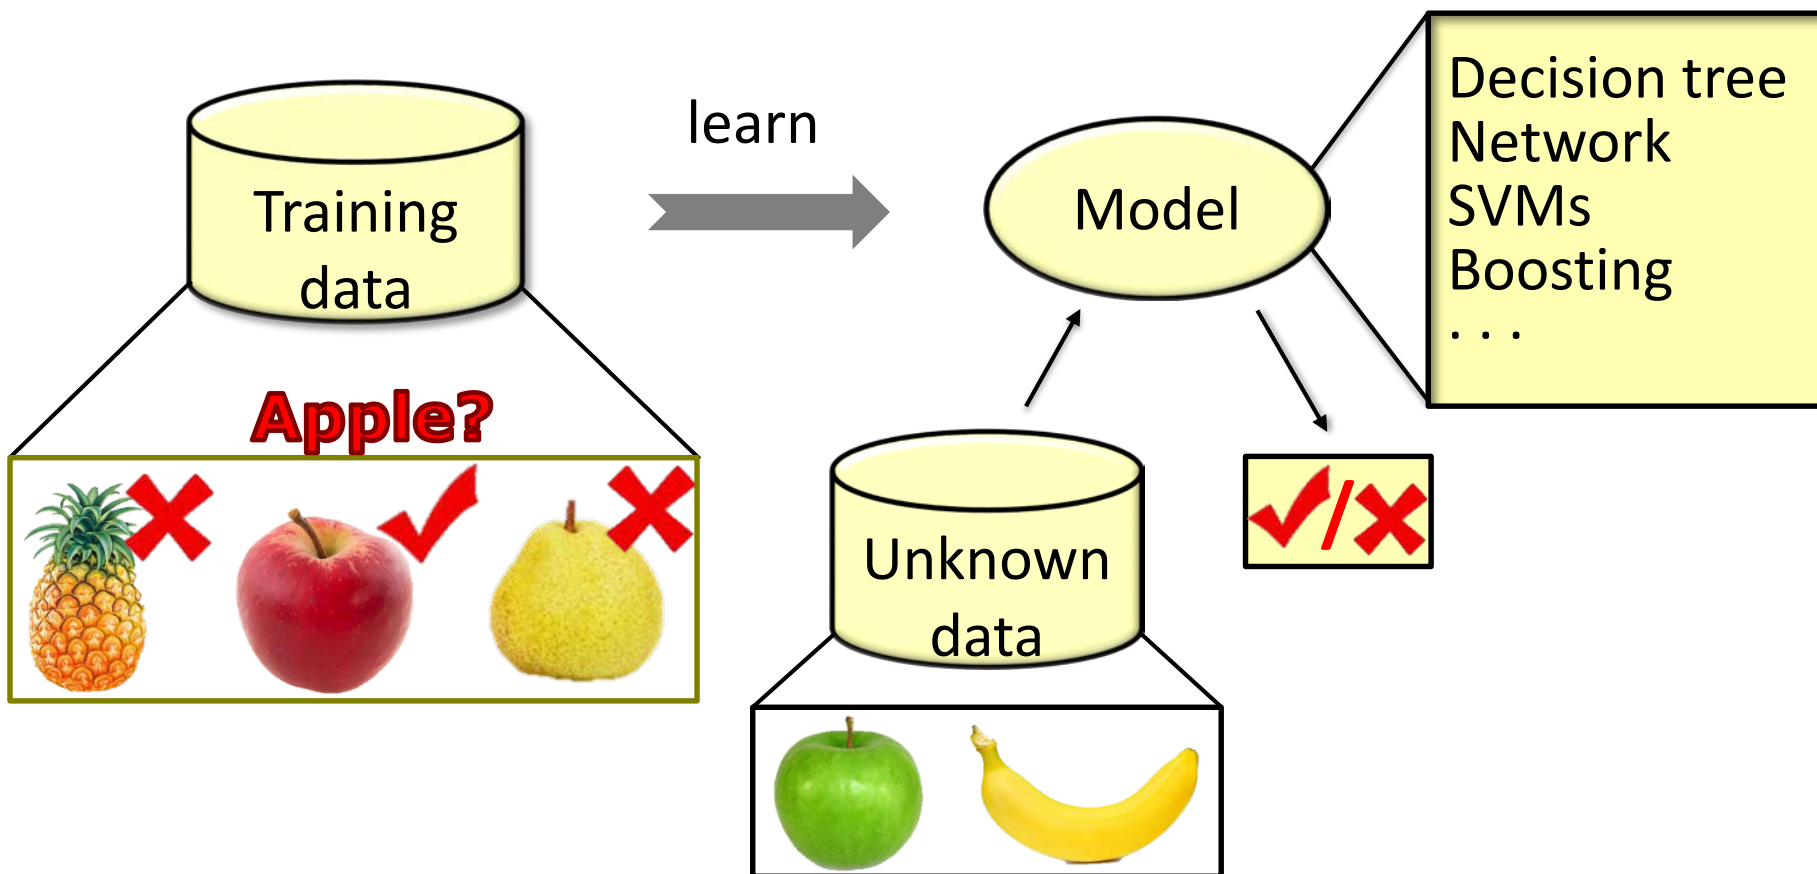 Training
data
learn
Model
Decision tree
Network
SVMs
Boosting
. . .
Apple?
Unknown
data
/